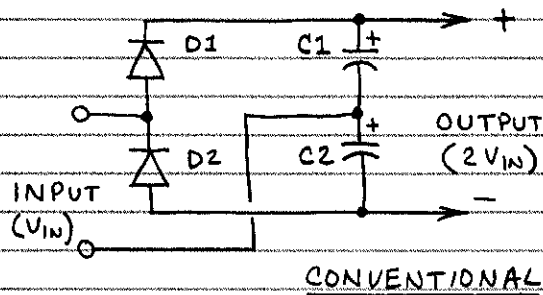 D1 C1 + +
D2 C2 + OUTPUT
(2 VIN)
INPUT
(VIN) −
CONVENTIONAL